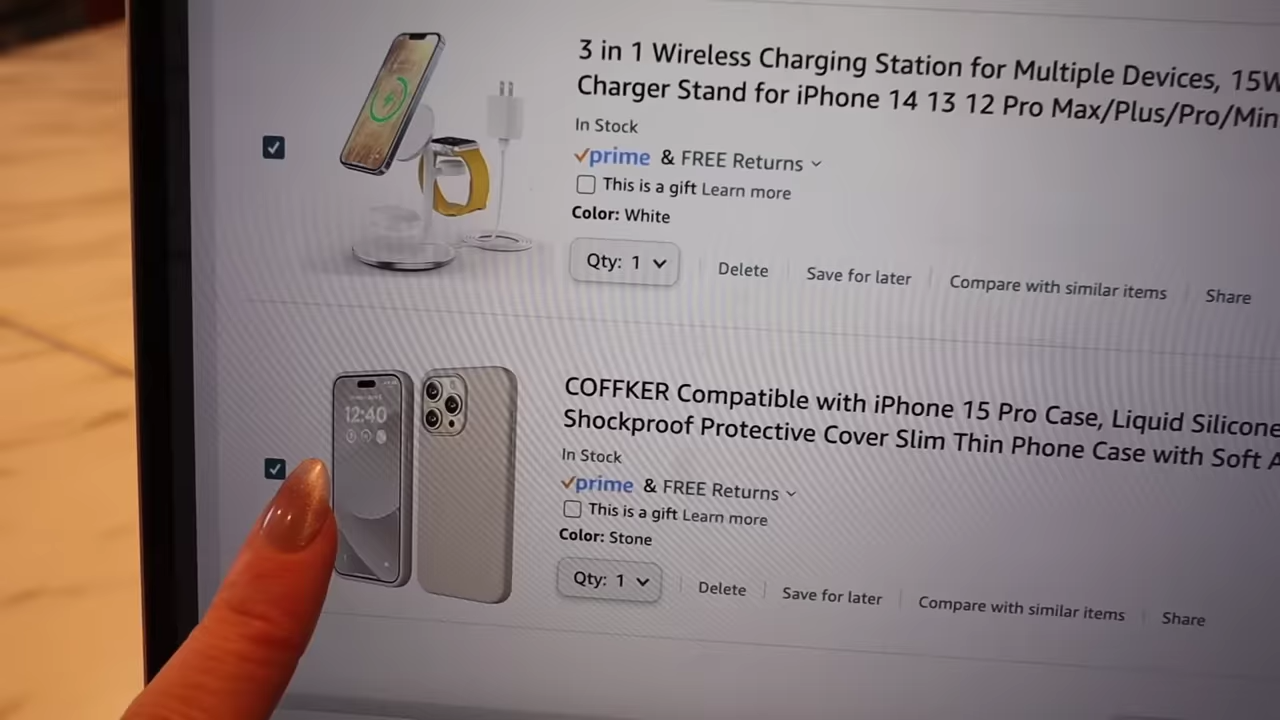 3 in 1 Wireless Charging Station for Multiple Devices, 15W
Charger Stand for iPhone 14 13 12 Pro Max/Plus/Pro/Min
In Stock
prime & FREE Returns
This is a gift Learn more
Color: White
Qty: 1
Delete
Save for later
Compare with similar items
Share
12:40
COFFKER Compatible with iPhone 15 Pro Case, Liquid Silicone
Shockproof Protective Cover Slim Thin Phone Case with Soft A
In Stock
prime & FREE Returns
This is a gift Learn more
Color: Stone
Qty: 1
Delete
Save for later
Compare with similar items
Share